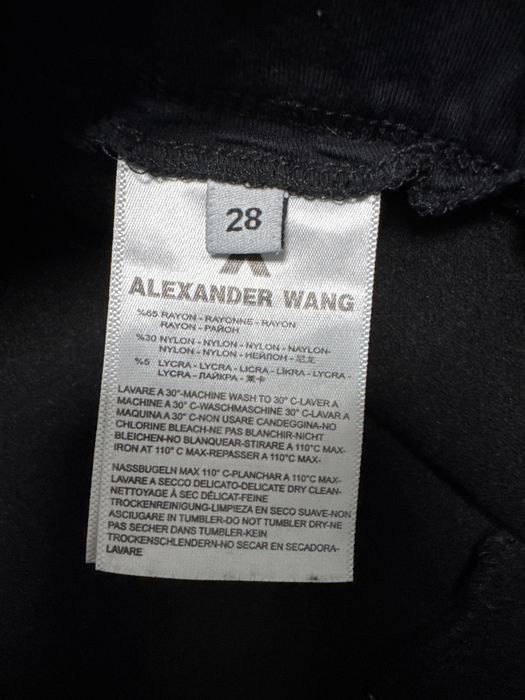 28
ALEXANDER WANG
%65 RAYON - RAYONNE - RAYON
RAYON - РАЙОН
%30 NYLON - NYLON - NYLON - NAYLON-
NYLON - NYLON - НЕЙЛОН - 尼龙
%5 LYCRA - LYCRA - LICRA - LİKRA - LYCRA -
LYCRA - ЛАЙКРА - 莱卡
LAVARE A 30°-MACHINE WASH TO 30° C-LAVER A
MACHINE A 30° C-WASCHMASCHINE 30° C-LAVAR A
MAQUINA A 30° C-NON USARE CANDEGGINA-NO
CHLORINE BLEACH-NE PAS BLANCHIR-NICHT
BLEICHEN-NO BLANQUEAR-STIRARE A 110°C MAX-
IRON AT 110° C MAX-REPASSER A 110°C MAX-
NASSBUGELN MAX 110° C-PLANCHAR A 110°C MAX-
LAVARE A SECCO DELICATO-DELICATE DRY CLEAN-
NETTOYAGE À SEC DÉLICAT-FEINE
TROCKENREINIGUNG-LIMPIEZA EN SECO SUAVE-NON
ASCIUGARE IN TUMBLER-DO NOT TUMBLER DRY-NE
PAS SECHER DANS TUMBLER-KEIN
TROCKENSCHLENDERN-NO SECAR EN SECADORA-
LAVARE